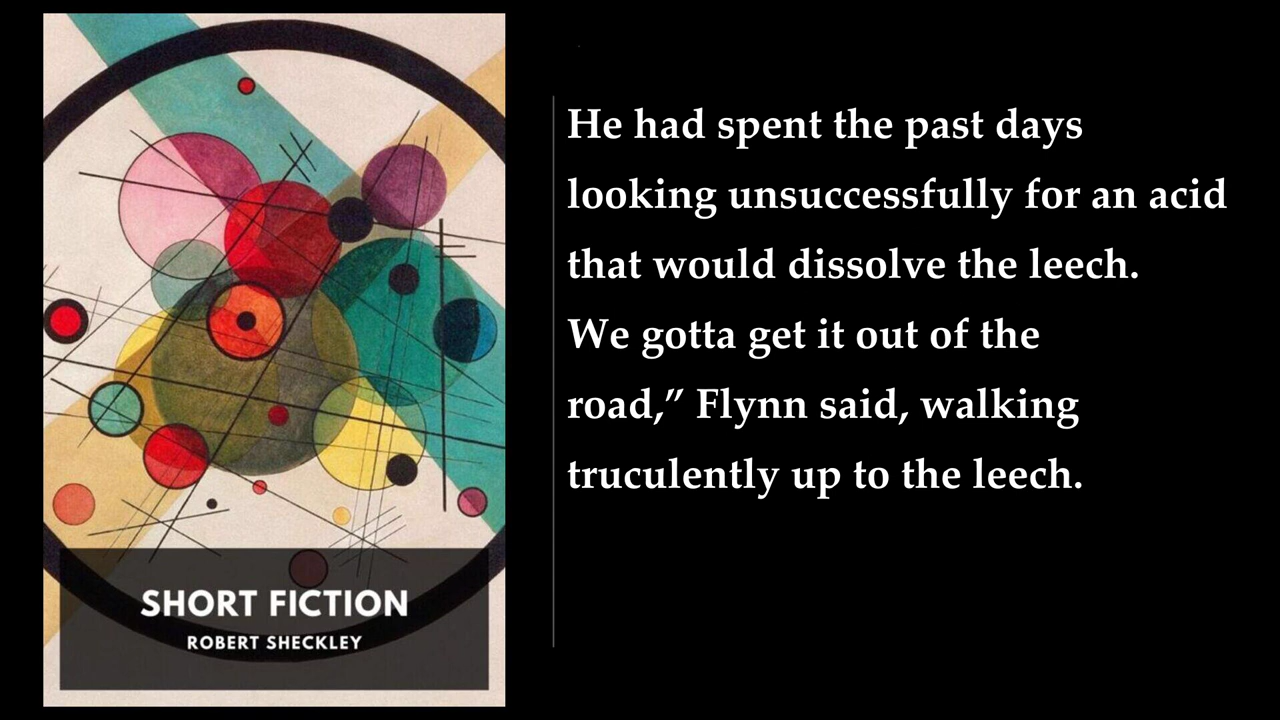 SHORT FICTION
ROBERT SHECKLEY
He had spent the past days
looking unsuccessfully for an acid
that would dissolve the leech.
We gotta get it out of the
road,” Flynn said, walking
truculently up to the leech.